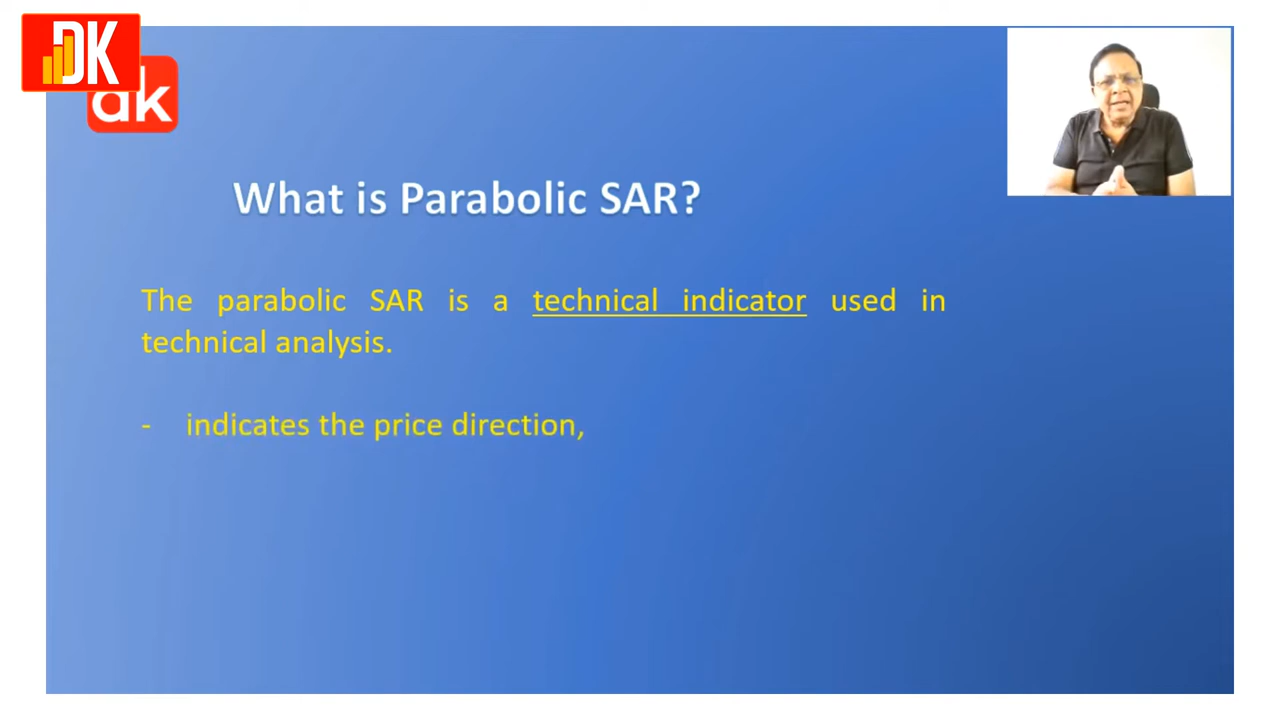 DK
dk
What is Parabolic SAR?
The parabolic SAR is a technical indicator used in
technical analysis.
- indicates the price direction,